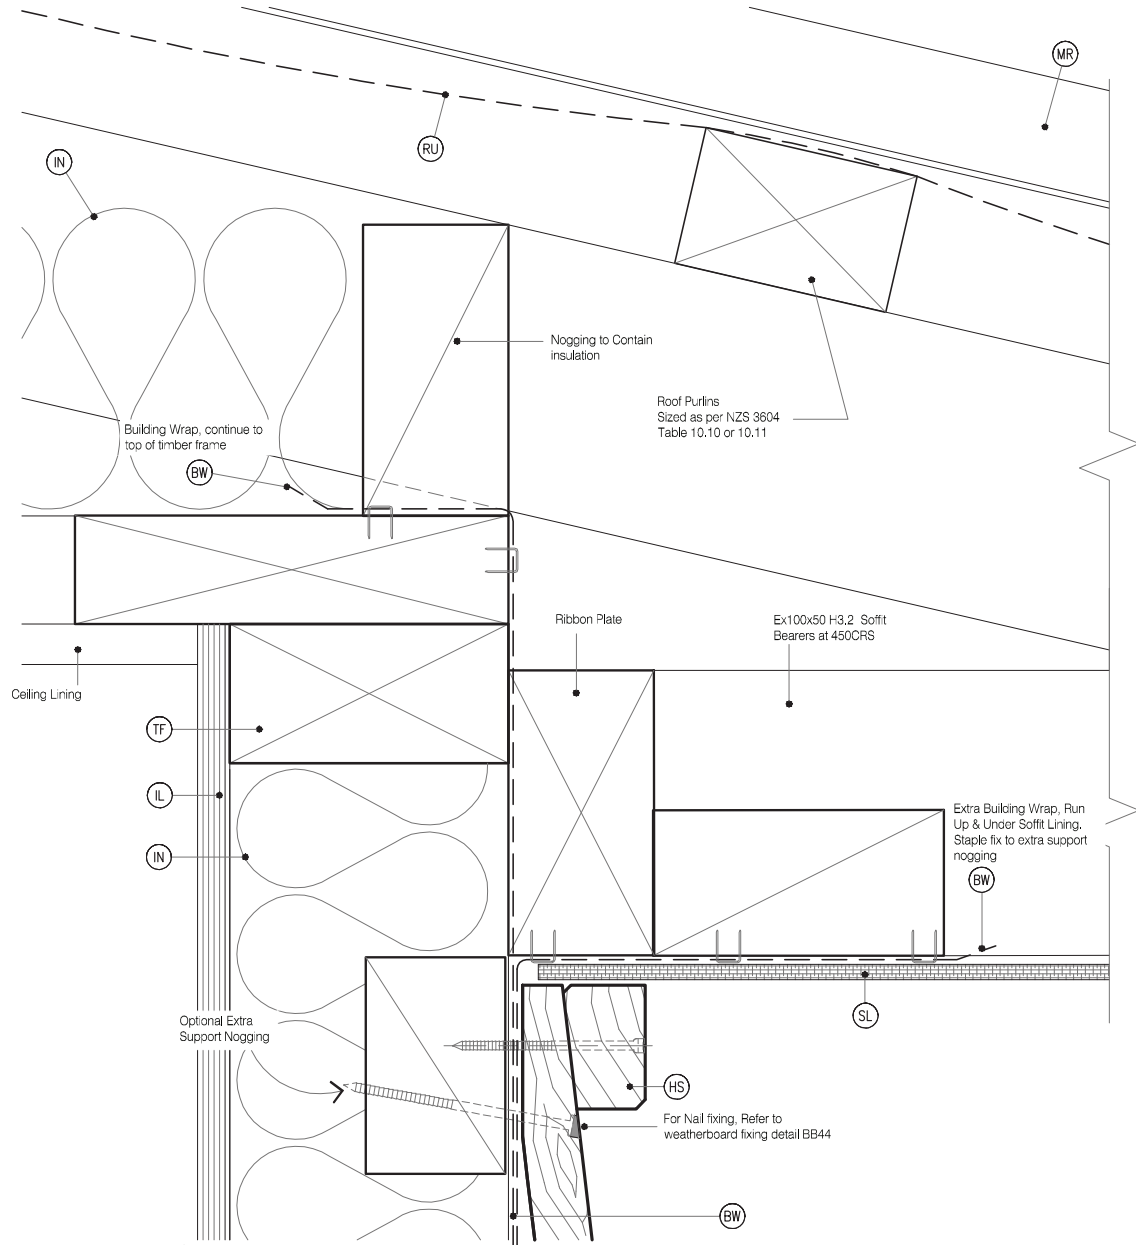 MR
RU
IN
Nogging to Contain
insulation
Roof Purlins
Sized as per NZS 3604
Table 10.10 or 10.11
Building Wrap, continue to
top of timber frame
BW
Ribbon Plate
Ex100x50 H3.2 Soffit
Bearers at 450CRS
Ceiling Lining
TF
IL
IN
Extra Building Wrap, Run
Up & Under Soffit Lining.
Staple fix to extra support
nogging
BW
SL
Optional Extra
Support Nogging
HS
For Nail fixing, Refer to
weatherboard fixing detail BB44
BW